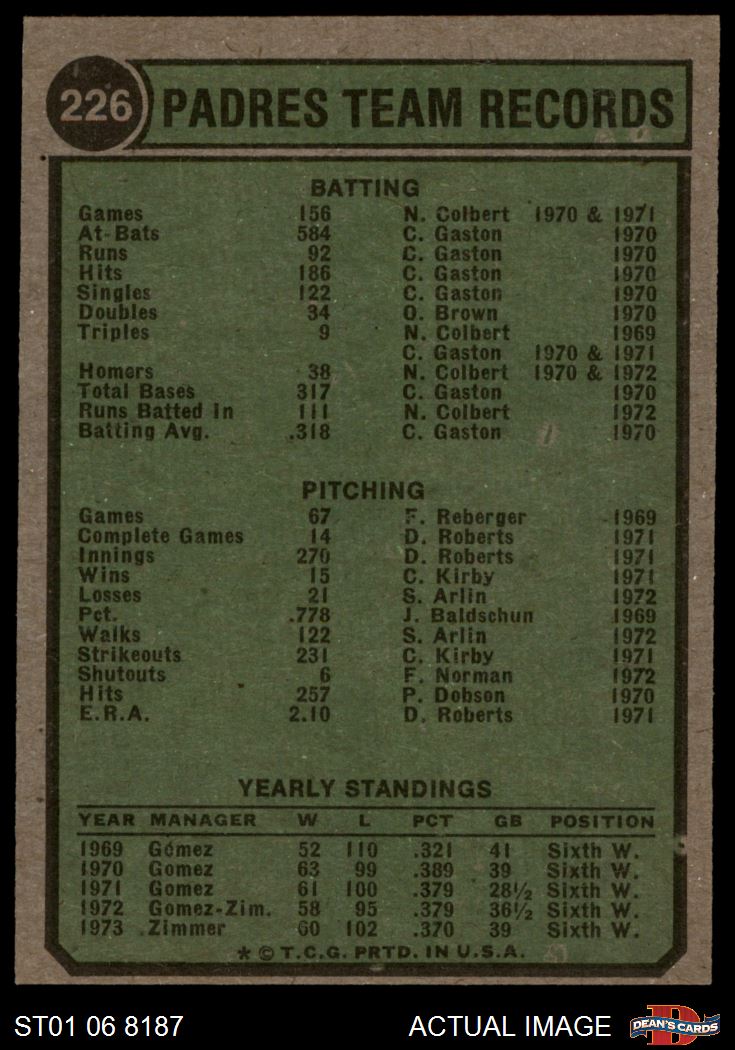 226 PADRES TEAM RECORDS
BATTING
Games 156 N. Colbert 1970 & 1971
At-Bats 584 C. Gaston 1970
Runs 92 C. Gaston 1970
Hits 186 C. Gaston 1970
Singles 122 C. Gaston 1970
Doubles 34 O. Brown 1970
Triples 9 N. Colbert 1969
C. Gaston 1970 & 1971
Homers 38 N. Colbert 1970 & 1972
Total Bases 317 C. Gaston 1970
Runs Batted In 111 N. Colbert 1972
Batting Avg. .318 C. Gaston 1970
PITCHING
Games 67 F. Reberger 1969
Complete Games 14 D. Roberts 1971
Innings 270 D. Roberts 1971
Wins 15 C. Kirby 1971
Losses 21 S. Arlin 1972
Pct. .778 J. Baldschun 1969
Walks 122 S. Arlin 1972
Strikeouts 231 C. Kirby 1971
Shutouts 6 F. Norman 1972
Hits 257 P. Dobson 1970
E.R.A. 2.10 D. Roberts 1971
YEARLY STANDINGS
YEAR MANAGER W L PCT GB POSITION
1969 Gomez 52 110 .321 41 Sixth W.
1970 Gomez 63 99 .389 39 Sixth W.
1971 Gomez 61 100 .379 28½ Sixth W.
1972 Gomez-Zim. 58 95 .379 36½ Sixth W.
1973 Zimmer 60 102 .370 39 Sixth W.
* © T.C.G. PRTD. IN U.S.A.
ST01 06 8187 ACTUAL IMAGE DEAN'S CARDS